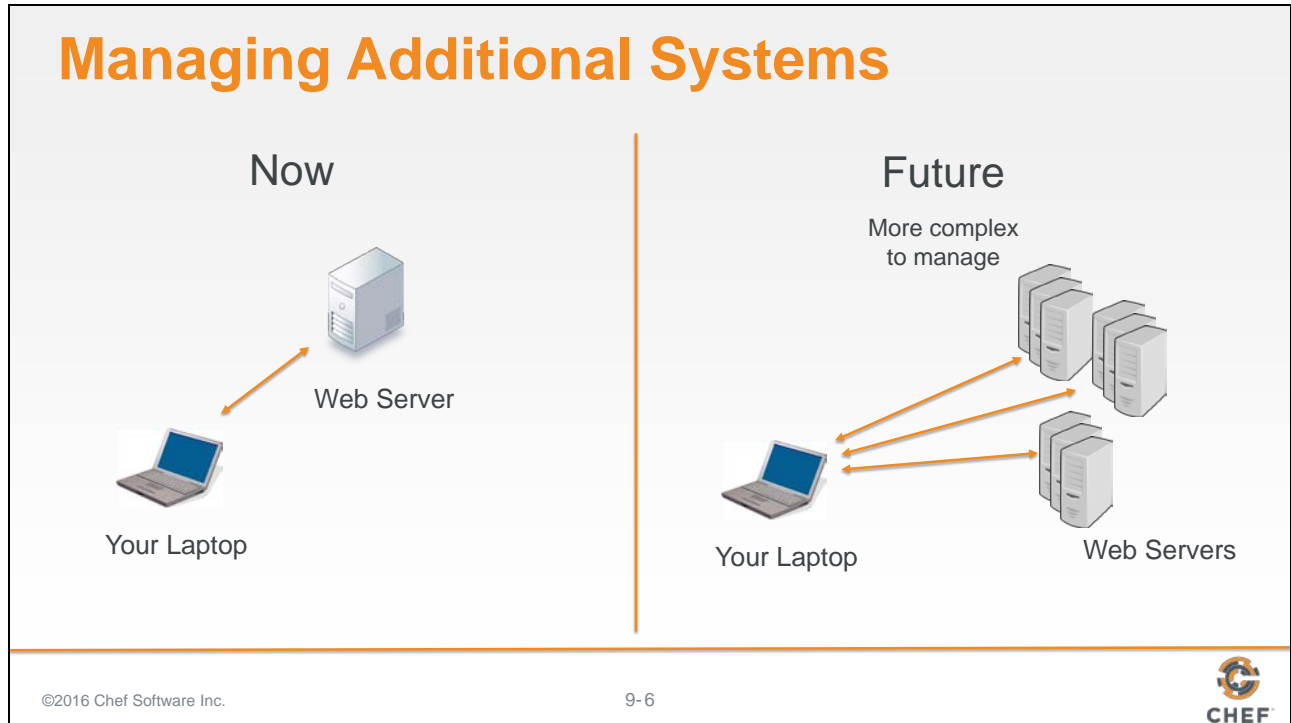 Managing Additional Systems
Now
Web Server
Your Laptop
Future
More complex
to manage
Your Laptop
Web Servers
©2016 Chef Software Inc.
9-6
CHEF